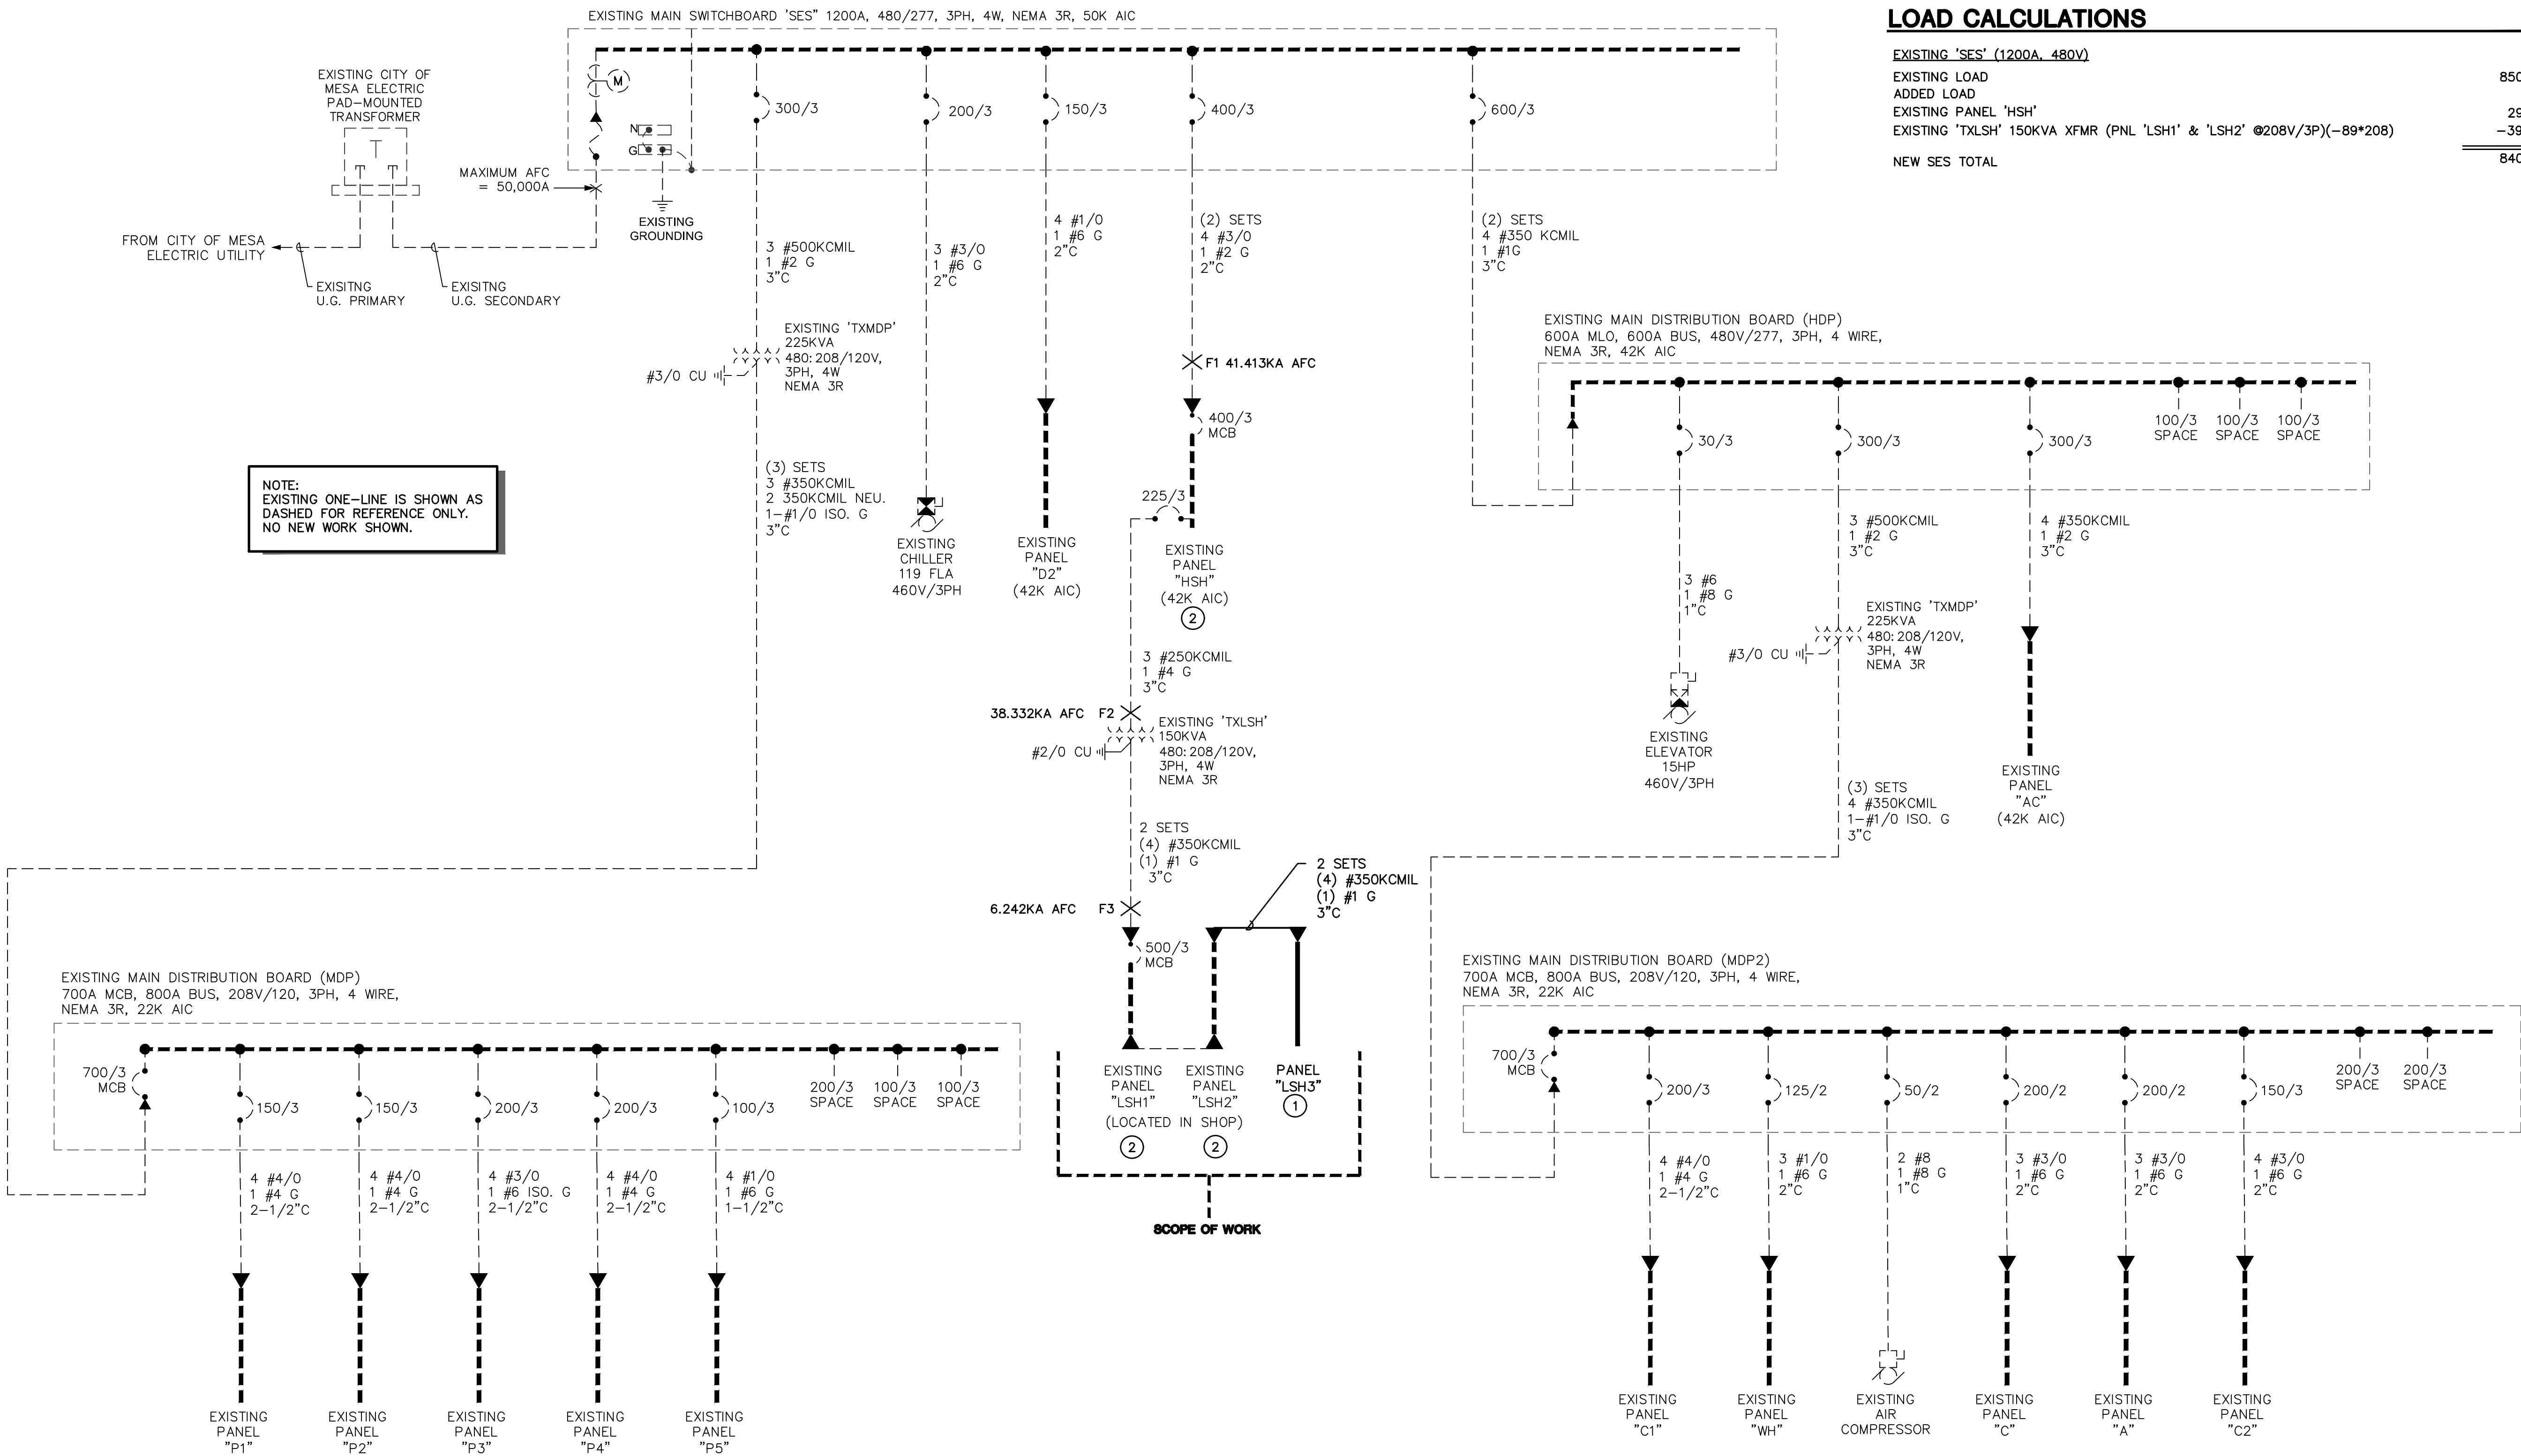 EXISTING MAIN SWITCHBOARD 'SES" 1200A, 480/277, 3PH, 4W, NEMA 3R, 50K AIC
EXISTING CITY OF
MESA ELECTRIC
PAD-MOUNTED
TRANSFORMER
T
M
N
G
MAXIMUM AFC
= 50,000A
EXISTING
GROUNDING
FROM CITY OF MESA
ELECTRIC UTILITY
EXISITNG
U.G. PRIMARY
EXISITNG
U.G. SECONDARY
300/3
200/3
150/3
400/3
600/3
3 #500KCMIL
1 #2 G
3"C
3 #3/0
1 #6 G
2"C
4 #1/0
1 #6 G
2"C
(2) SETS
4 #3/0
1 #2 G
2"C
(2) SETS
4 #350 KCMIL
1 #1G
3"C
LOAD CALCULATIONS
EXISTING 'SES' (1200A, 480V)
EXISTING LOAD 850
ADDED LOAD
EXISTING PANEL 'HSH' 29
EXISTING 'TXLSH' 150KVA XFMR (PNL 'LSH1' & 'LSH2' @208V/3P)(-89*208) -39
NEW SES TOTAL 840
EXISTING 'TXMDP'
225KVA
480:208/120V,
3PH, 4W
NEMA 3R
#3/0 CU
F1 41.413KA AFC
400/3
MCB
NOTE:
EXISTING ONE-LINE IS SHOWN AS
DASHED FOR REFERENCE ONLY.
NO NEW WORK SHOWN.
(3) SETS
3 #350KCMIL
2 350KCMIL NEU.
1-#1/0 ISO. G
3"C
EXISTING
CHILLER
119 FLA
460V/3PH
EXISTING
PANEL
"D2"
(42K AIC)
225/3
EXISTING
PANEL
"HSH"
(42K AIC)
2
3 #250KCMIL
1 #4 G
3"C
38.332KA AFC F2
EXISTING 'TXLSH'
150KVA
480:208/120V,
3PH, 4W
NEMA 3R
#2/0 CU
2 SETS
(4) #350KCMIL
(1) #1 G
3"C
6.242KA AFC F3
500/3
MCB
2 SETS
(4) #350KCMIL
(1) #1 G
3"C
EXISTING
PANEL
"LSH1"
EXISTING
PANEL
"LSH2"
(LOCATED IN SHOP)
2
2
PANEL
"LSH3"
1
SCOPE OF WORK
EXISTING MAIN DISTRIBUTION BOARD (HDP)
600A MLO, 600A BUS, 480V/277, 3PH, 4 WIRE,
NEMA 3R, 42K AIC
30/3
300/3
300/3
100/3
SPACE
100/3
SPACE
100/3
SPACE
3 #6
1 #8 G
1"C
3 #500KCMIL
1 #2 G
3"C
4 #350KCMIL
1 #2 G
3"C
EXISTING 'TXMDP'
225KVA
480:208/120V,
3PH, 4W
NEMA 3R
#3/0 CU
EXISTING
ELEVATOR
15HP
460V/3PH
EXISTING
PANEL
"AC"
(42K AIC)
(3) SETS
4 #350KCMIL
1-#1/0 ISO. G
3"C
EXISTING MAIN DISTRIBUTION BOARD (MDP)
700A MCB, 800A BUS, 208V/120, 3PH, 4 WIRE,
NEMA 3R, 22K AIC
700/3
MCB
150/3
150/3
200/3
200/3
100/3
200/3
SPACE
100/3
SPACE
100/3
SPACE
4 #4/0
1 #4 G
2-1/2"C
4 #4/0
1 #4 G
2-1/2"C
4 #3/0
1 #6 ISO. G
2-1/2"C
4 #4/0
1 #4 G
2-1/2"C
4 #1/0
1 #6 G
1-1/2"C
EXISTING
PANEL
"P1"
EXISTING
PANEL
"P2"
EXISTING
PANEL
"P3"
EXISTING
PANEL
"P4"
EXISTING
PANEL
"P5"
EXISTING MAIN DISTRIBUTION BOARD (MDP2)
700A MCB, 800A BUS, 208V/120, 3PH, 4 WIRE,
NEMA 3R, 22K AIC
700/3
MCB
200/3
125/2
50/2
200/2
200/2
150/3
200/3
SPACE
200/3
SPACE
4 #4/0
1 #4 G
2-1/2"C
3 #1/0
1 #6 G
2"C
2 #8
1 #8 G
1"C
3 #3/0
1 #6 G
2"C
3 #3/0
1 #6 G
2"C
4 #3/0
1 #6 G
2"C
EXISTING
PANEL
"C1"
EXISTING
PANEL
"WH"
EXISTING
AIR
COMPRESSOR
EXISTING
PANEL
"C"
EXISTING
PANEL
"A"
EXISTING
PANEL
"C2"